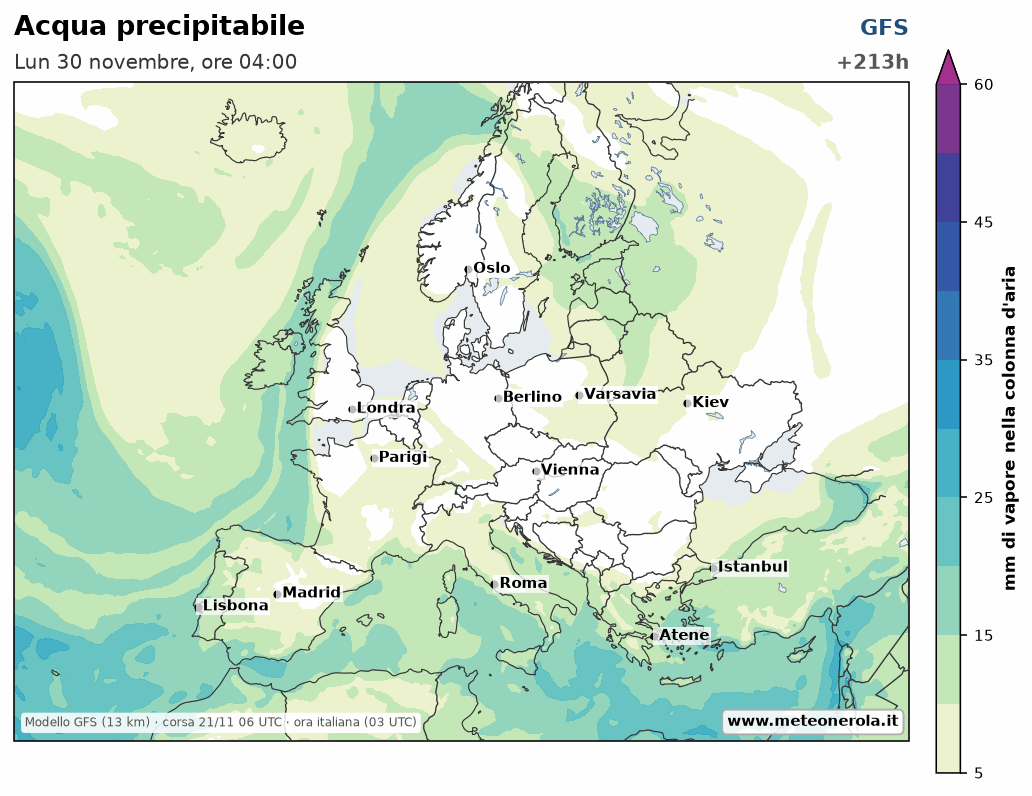 Acqua precipitabile
GFS
Lun 30 novembre, ore 04:00
+213h
60
45
35
25
15
5
mm di vapore nella colonna d'aria
Oslo
Berlino
Varsavia
Kiev
Londra
Parigi
Vienna
Istanbul
Roma
Madrid
Lisbona
Atene
Modello GFS (13 km) · corsa 21/11 06 UTC · ora italiana (03 UTC)
www.meteonerola.it